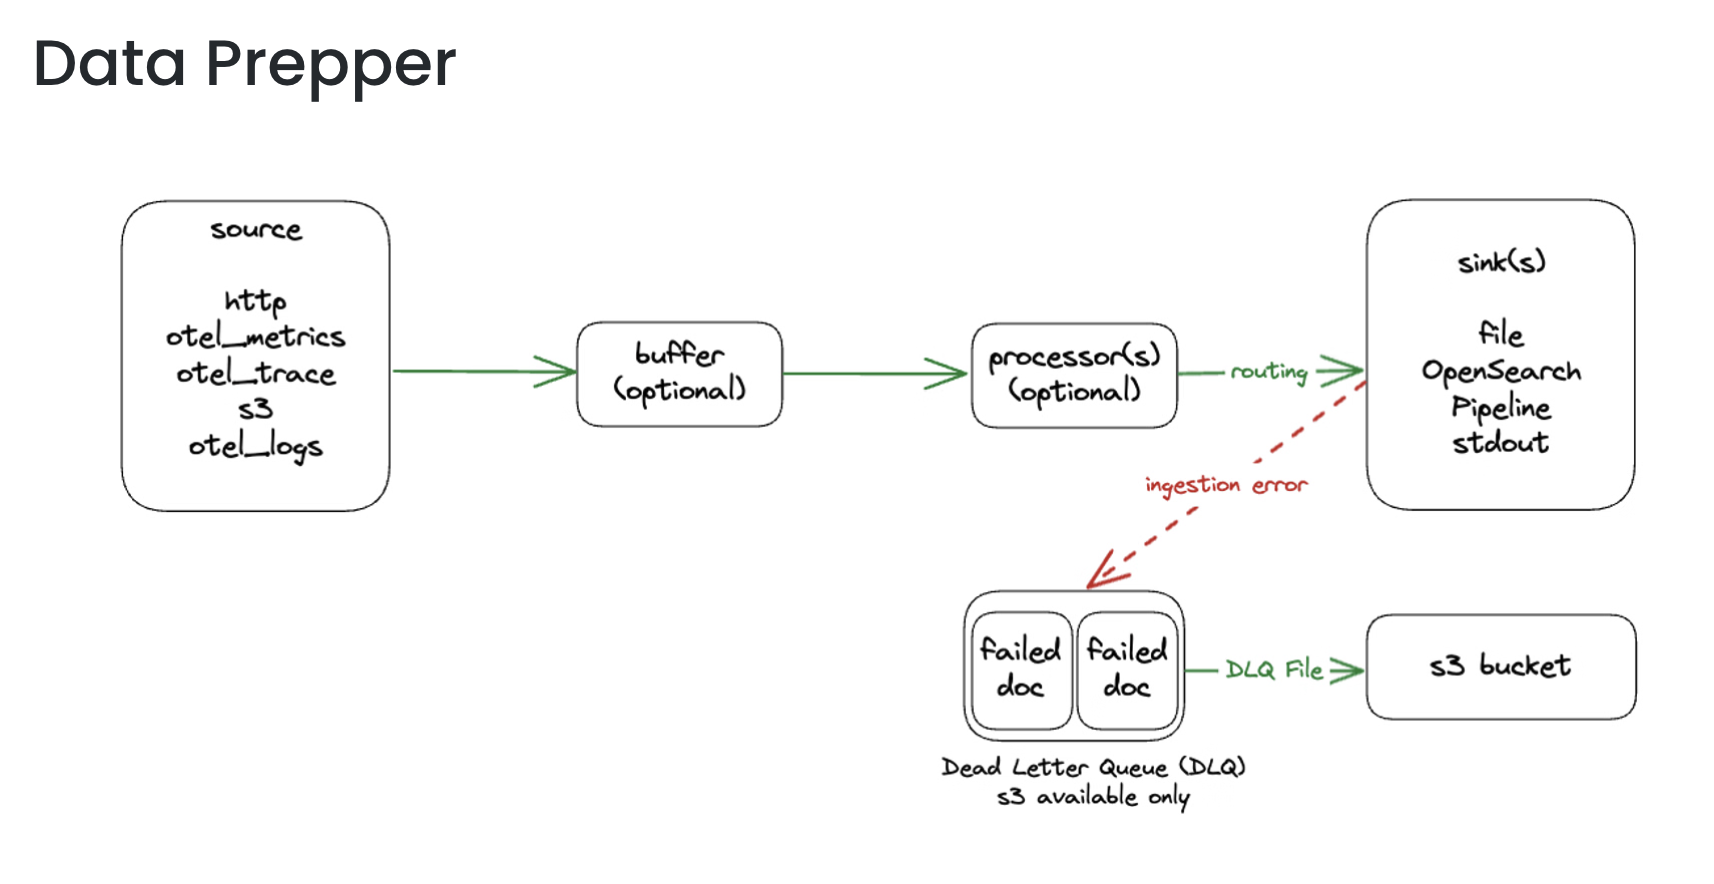 Data Prepper
source
http
otel_metrics
otel_trace
s3
otel_logs
buffer
(optional)
processor(s)
(optional)
routing
sink(s)
file
OpenSearch
Pipeline
stdout
ingestion error
failed
doc
failed
doc
DLQ File
s3 bucket
Dead Letter Queue (DLQ)
s3 available only